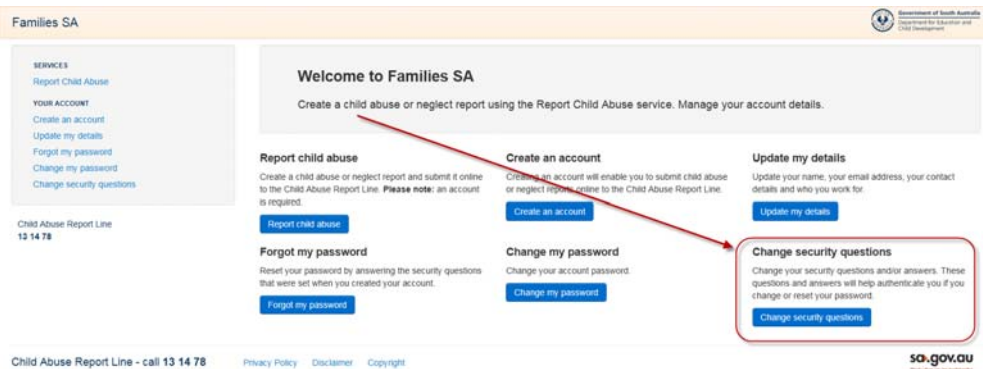 Families SA
Government of South Australia
Department for Education and
Child Development
SERVICES
Report Child Abuse
YOUR ACCOUNT
Create an account
Update my details
Forgot my password
Change my password
Change security questions
Child Abuse Report Line
13 14 78
Welcome to Families SA
Create a child abuse or neglect report using the Report Child Abuse service. Manage your account details.
Report child abuse
Create a child abuse or neglect report and submit it online
to the Child Abuse Report Line. Please note: an account
is required.
Report child abuse
Create an account
Creating an account will enable you to submit child abuse
or neglect reports online to the Child Abuse Report Line.
Create an account
Update my details
Update your name, your email address, your contact
details and who you work for.
Update my details
Forgot my password
Reset your password by answering the security questions
that were set when you created your account.
Forgot my password
Change my password
Change your account password.
Change my password
Change security questions
Change your security questions and/or answers. These
questions and answers will help authenticate you if you
change or reset your password.
Change security questions
Child Abuse Report Line - call 13 14 78
Privacy Policy Disclaimer Copyright
sa.gov.au